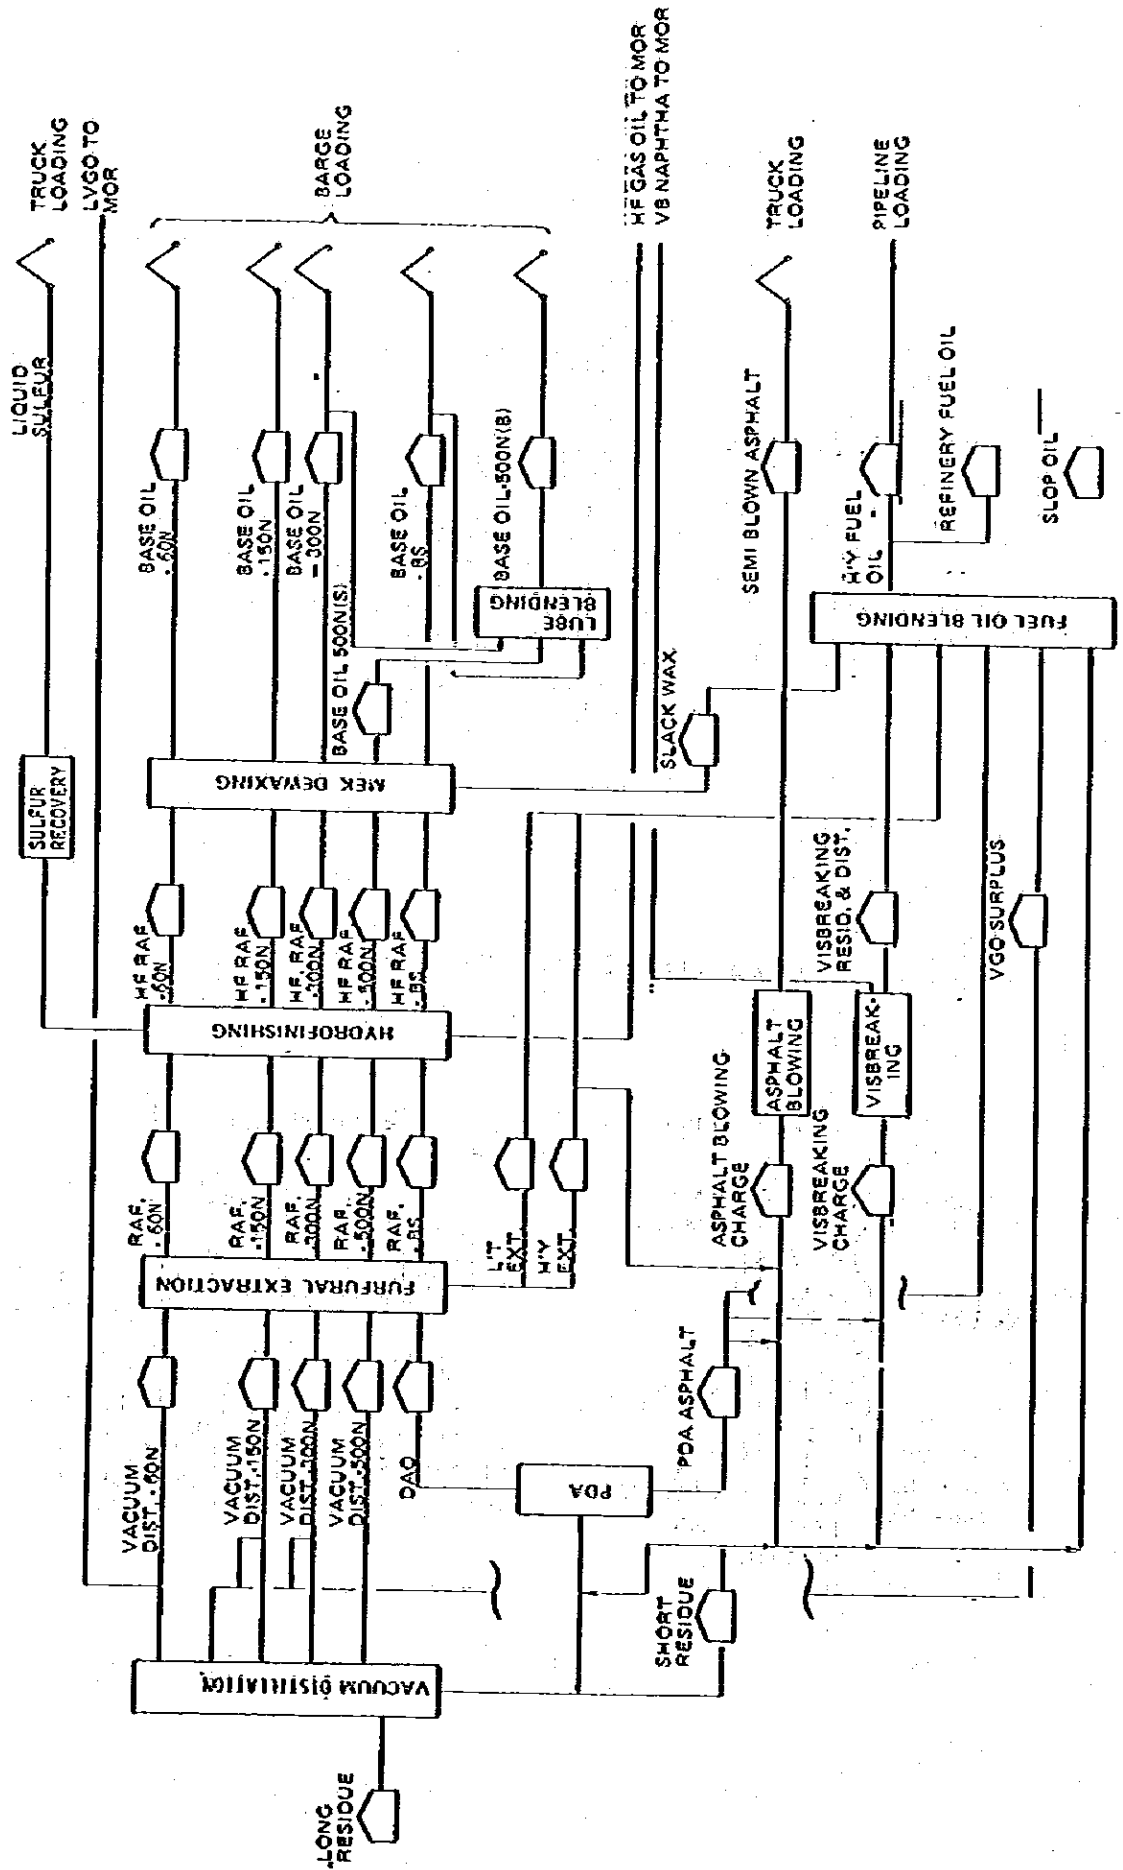 LONG
RESIDUE
VACUUM DISTILLATION
VACUUM
DIST.-60N
VACUUM
DIST.-150N
VACUUM
DIST.-300N
VACUUM
DIST.-500N
DAO
PDA
SHORT
RESIDUE
PDA ASPHALT
FURFURAL EXTRACTION
RAF.
-60N
RAF.
-150N
RAF.
-300N
RAF.
-500N
RAF.
-BS
L'T
EXT.
H'Y
EXT.
ASPHALT BLOWING
CHARGE
VISBREAKING
CHARGE
HYDROFINISHING
ASPHALT
BLOWING
VISBREAK-
ING
HF RAF
-60N
HF RAF
-150N
HF. RAF
-300N
HF RAF
-500N
HF RAF
-BS
VISBREAKING
RESID. & DIST.
VGO SURPLUS
SULFUR
RECOVERY
MEK DEWAXING
BASE OIL 500N(S)
SLACK WAX
LUBE
BLENDING
FUEL OIL BLENDING
LIQUID
SULFUR
BASE OIL
-60N
BASE OIL
-150N
BASE OIL
-300N
BASE OIL
-BS
BASE OIL-500N(B)
SEMI BLOWN ASPHALT
H'Y FUEL
OIL
REFINERY FUEL OIL
SLOP OIL
TRUCK
LOADING
LVGO TO
MOR
BARGE
LOADING
HF GAS OIL TO MOR
VB NAPHTHA TO MOR
TRUCK
LOADING
PIPELINE
LOADING